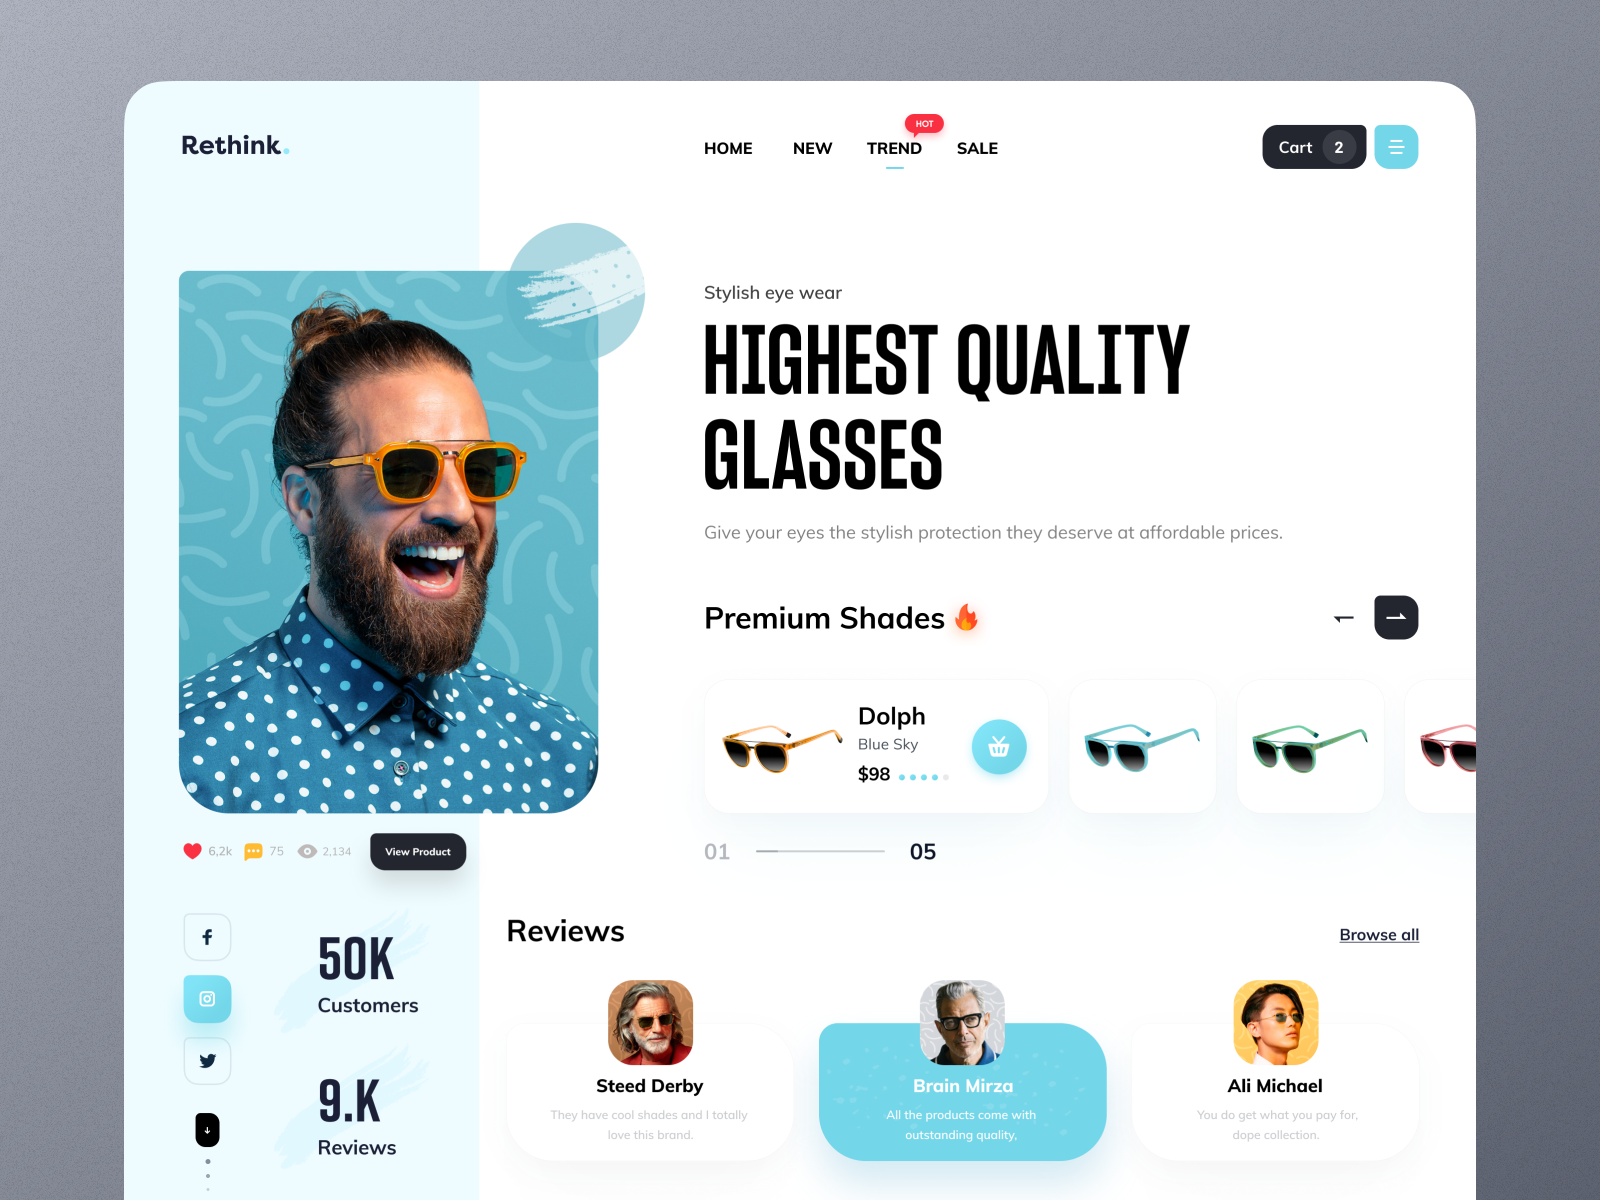 Rethink.
HOME
NEW
TREND
HOT
SALE
Cart 2
Stylish eye wear
HIGHEST QUALITY
GLASSES
Give your eyes the stylish protection they deserve at affordable prices.
Premium Shades
Dolph
Blue Sky
$98
01
05
6,2k
75
2,134
View Product
50K
Customers
9.K
Reviews
Reviews
Browse all
Steed Derby
They have cool shades and I totally
love this brand.
Brain Mirza
All the products come with
outstanding quality,
Ali Michael
You do get what you pay for,
dope collection.